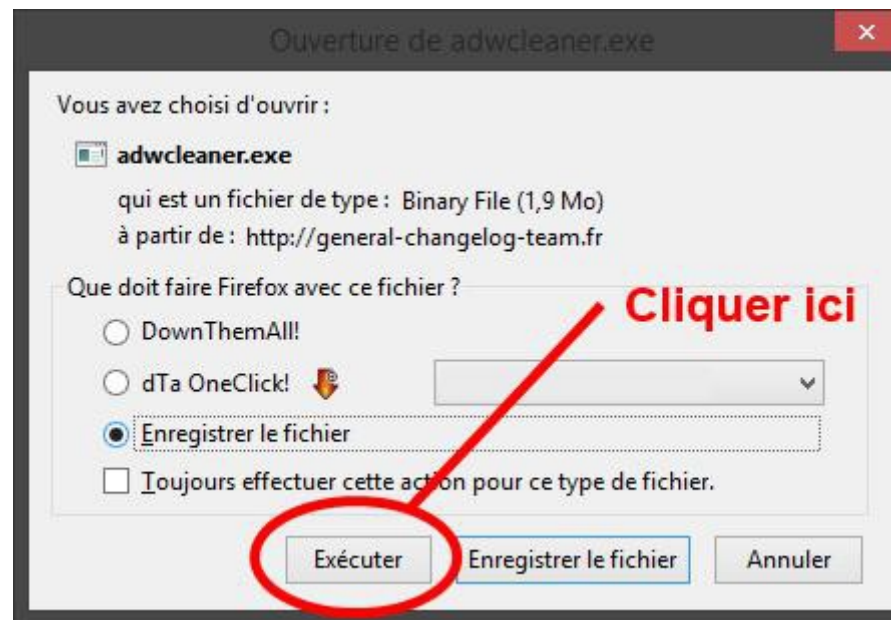 Ouverture de adwcleaner.exe
Vous avez choisi d'ouvrir :
adwcleaner.exe
qui est un fichier de type : Binary File (1,9 Mo)
à partir de : http://general-changelog-team.fr
Que doit faire Firefox avec ce fichier ?
Cliquer ici
DownThemAll!
dTa OneClick!
Enregistrer le fichier
Toujours effectuer cette action pour ce type de fichier.
Exécuter
Enregistrer le fichier
Annuler